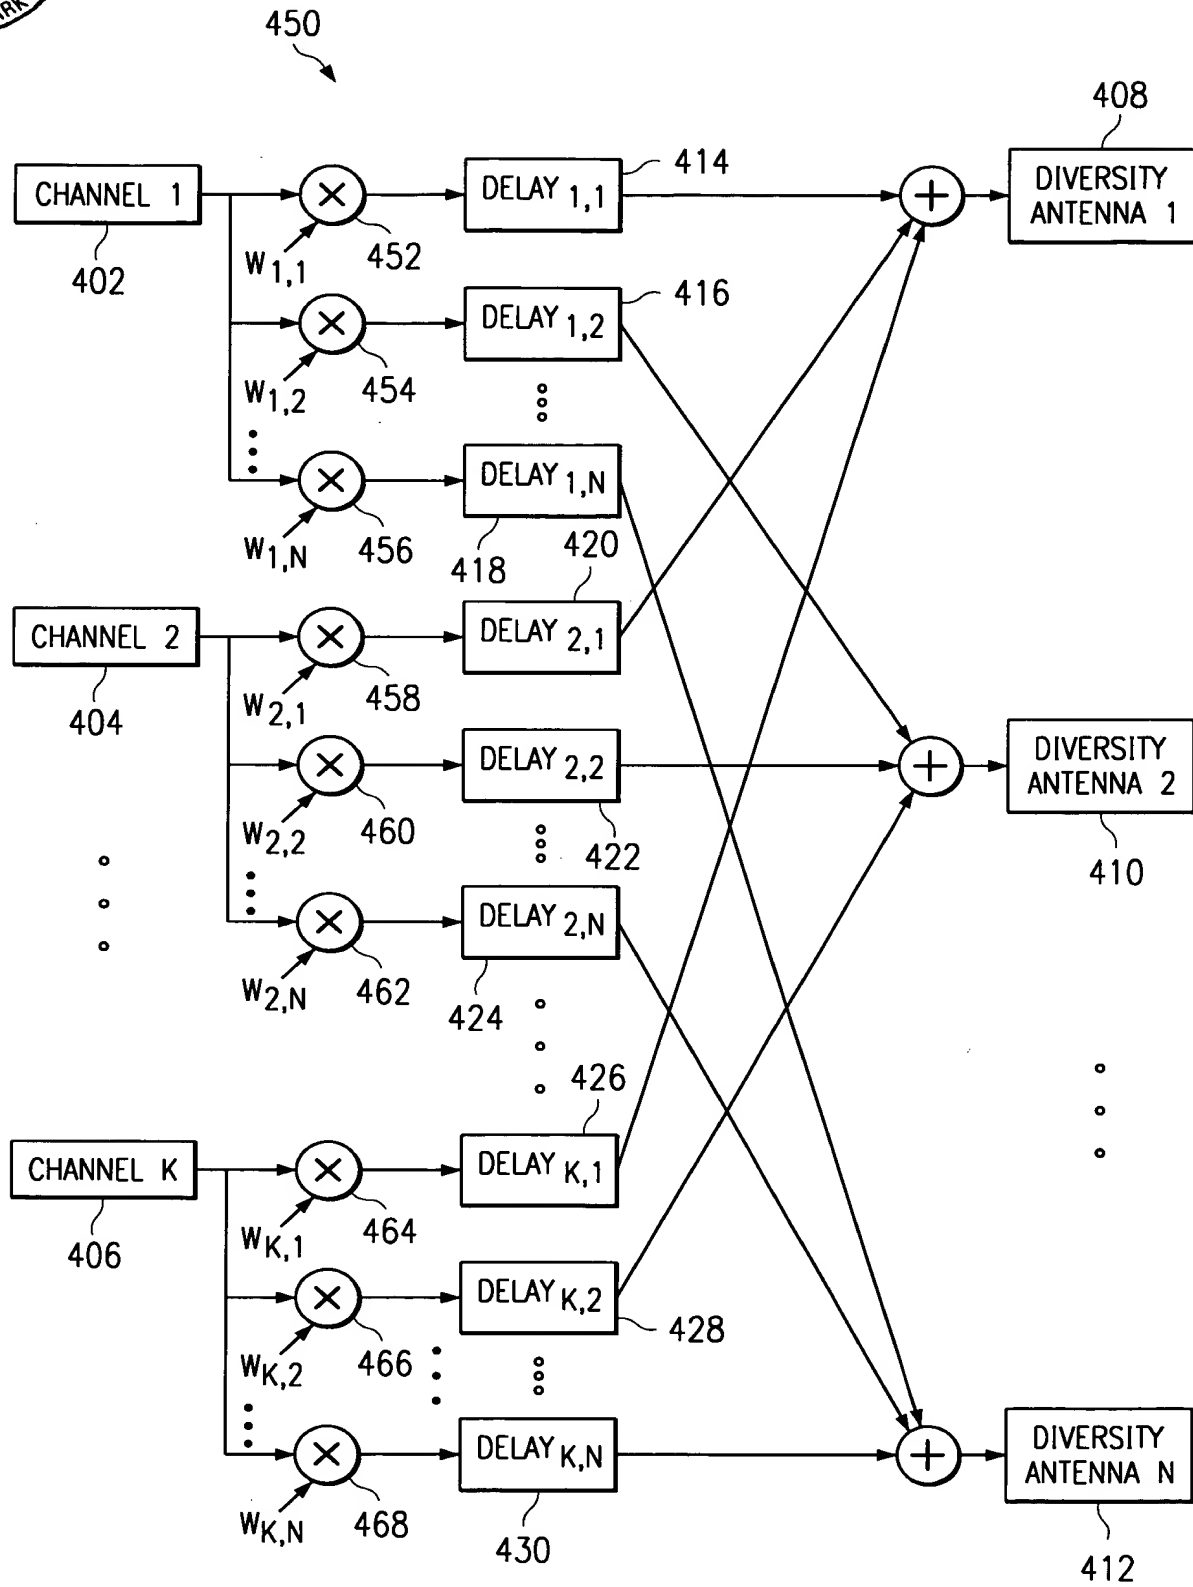 RK
450
408
CHANNEL 1
DELAY 1,1
414
DIVERSITY
ANTENNA 1
402
W1,1
452
DELAY 1,2
416
W1,2
454
DELAY 1,N
W1,N
456
418
420
CHANNEL 2
DELAY 2,1
404
W2,1
458
DELAY 2,2
DIVERSITY
ANTENNA 2
W2,2
460
422
410
DELAY 2,N
W2,N
462
424
426
CHANNEL K
DELAY K,1
406
WK,1
464
DELAY K,2
428
WK,2
466
DELAY K,N
DIVERSITY
ANTENNA N
WK,N
468
430
412